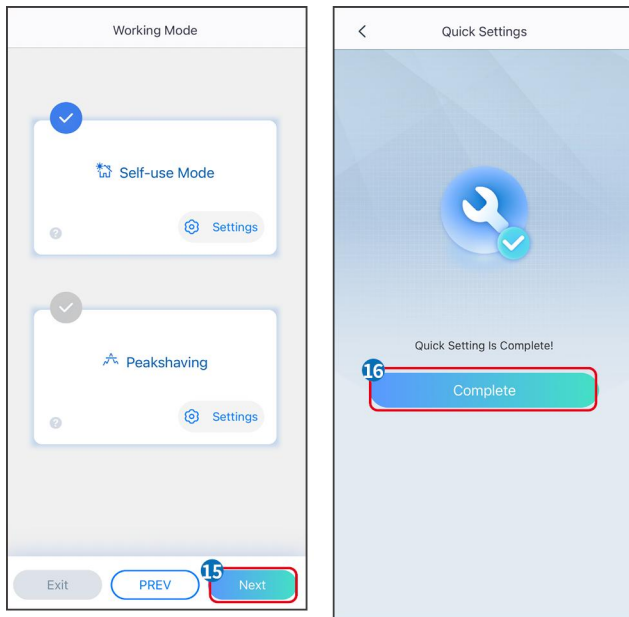 Working Mode
Self-use Mode
?
Settings
Peakshaving
?
Settings
Exit
PREV
15
Next
Quick Settings
Quick Setting Is Complete!
16
Complete